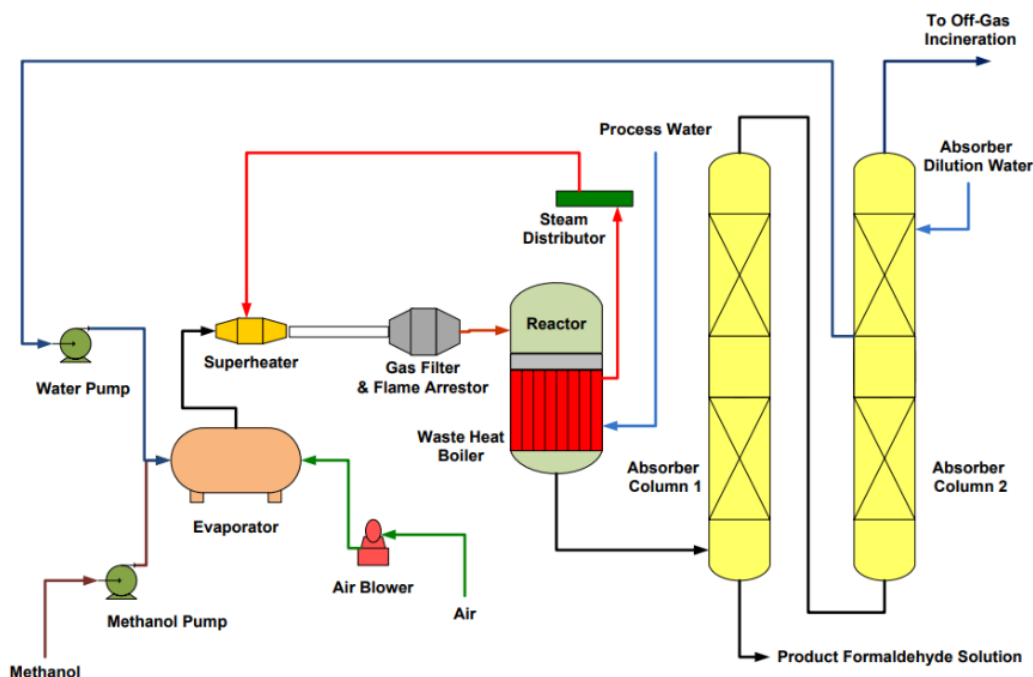 To Off-Gas
Incineration
Process Water
Absorber
Dilution Water
Steam
Distributor
Reactor
Superheater
Gas Filter
& Flame Arrestor
Water Pump
Waste Heat
Boiler
Absorber
Column 1
Absorber
Column 2
Evaporator
Air Blower
Air
Methanol Pump
Methanol
Product Formaldehyde Solution